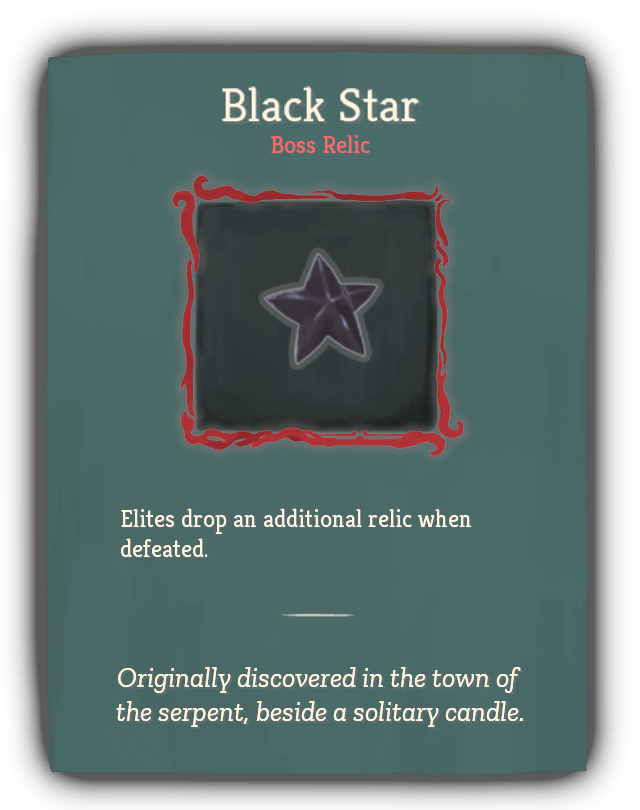 Black Star
Boss Relic
Elites drop an additional relic when
defeated.
Originally discovered in the town of
the serpent, beside a solitary candle.